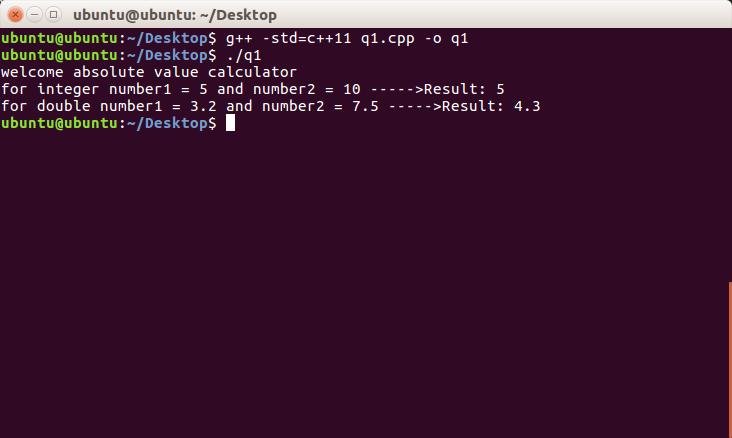 ubuntu@ubuntu: ~/Desktop
ubuntu@ubuntu:~/Desktop$ g++ -std=c++11 q1.cpp -o q1
ubuntu@ubuntu:~/Desktop$ ./q1
welcome absolute value calculator
for integer number1 = 5 and number2 = 10 ----->Result: 5
for double number1 = 3.2 and number2 = 7.5 ----->Result: 4.3
ubuntu@ubuntu:~/Desktop$